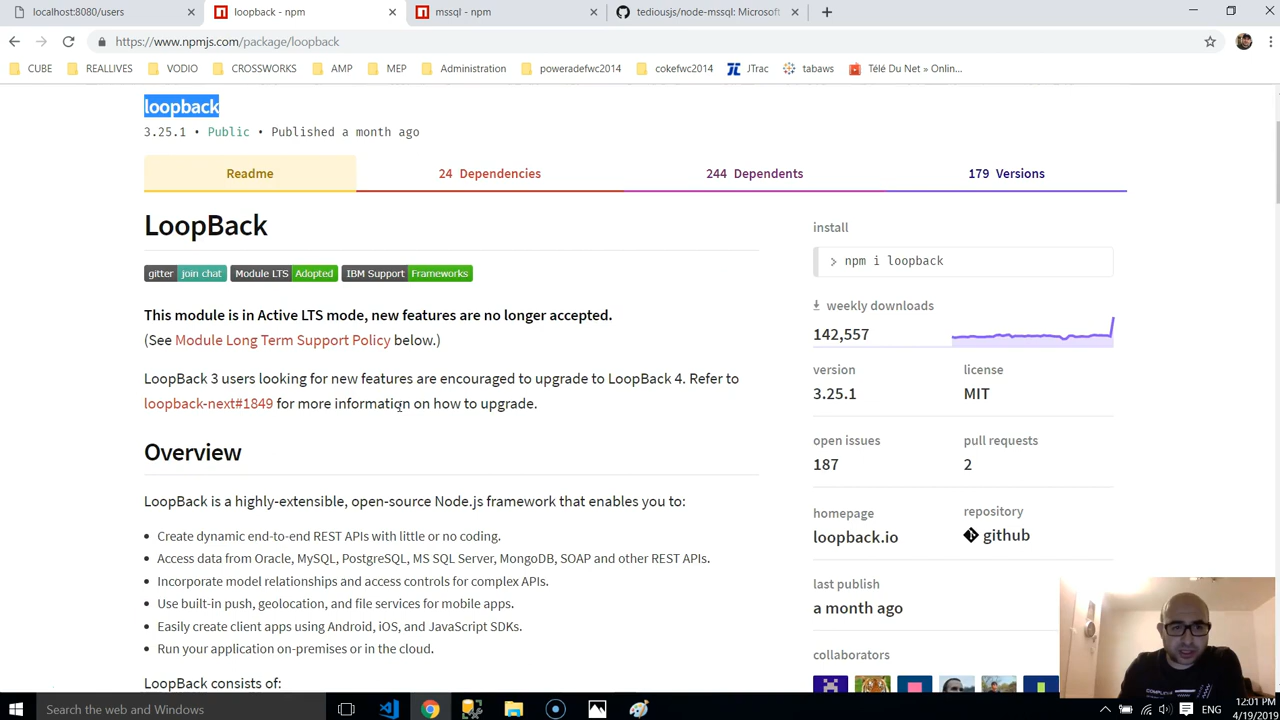 localhost:8080/users
loopback - npm
mssql - npm
tediousjs/node-mssql: Microsoft
https://www.npmjs.com/package/loopback
CUBE
REALLIVES
VODIO
CROSSWORKS
AMP
MEP
Administration
poweradefwc2014
cokefwc2014
JTrac
tabaws
Télé Du Net » Onlin...
loopback
3.25.1 • Public • Published a month ago
Readme
24 Dependencies
244 Dependents
179 Versions
LoopBack
gitter join chat Module LTS Adopted IBM Support Frameworks
This module is in Active LTS mode, new features are no longer accepted.
(See Module Long Term Support Policy below.)
LoopBack 3 users looking for new features are encouraged to upgrade to LoopBack 4. Refer to
loopback-next#1849 for more information on how to upgrade.
Overview
LoopBack is a highly-extensible, open-source Node.js framework that enables you to:
• Create dynamic end-to-end REST APIs with little or no coding.
• Access data from Oracle, MySQL, PostgreSQL, MS SQL Server, MongoDB, SOAP and other REST APIs.
• Incorporate model relationships and access controls for complex APIs.
• Use built-in push, geolocation, and file services for mobile apps.
• Easily create client apps using Android, iOS, and JavaScript SDKs.
• Run your application on-premises or in the cloud.
LoopBack consists of:
install
> npm i loopback
weekly downloads
142,557
version
3.25.1
license
MIT
open issues
187
pull requests
2
homepage
loopback.io
repository
github
last publish
a month ago
collaborators
Search the web and Windows
ENG
12:01 PM
4/19/2019